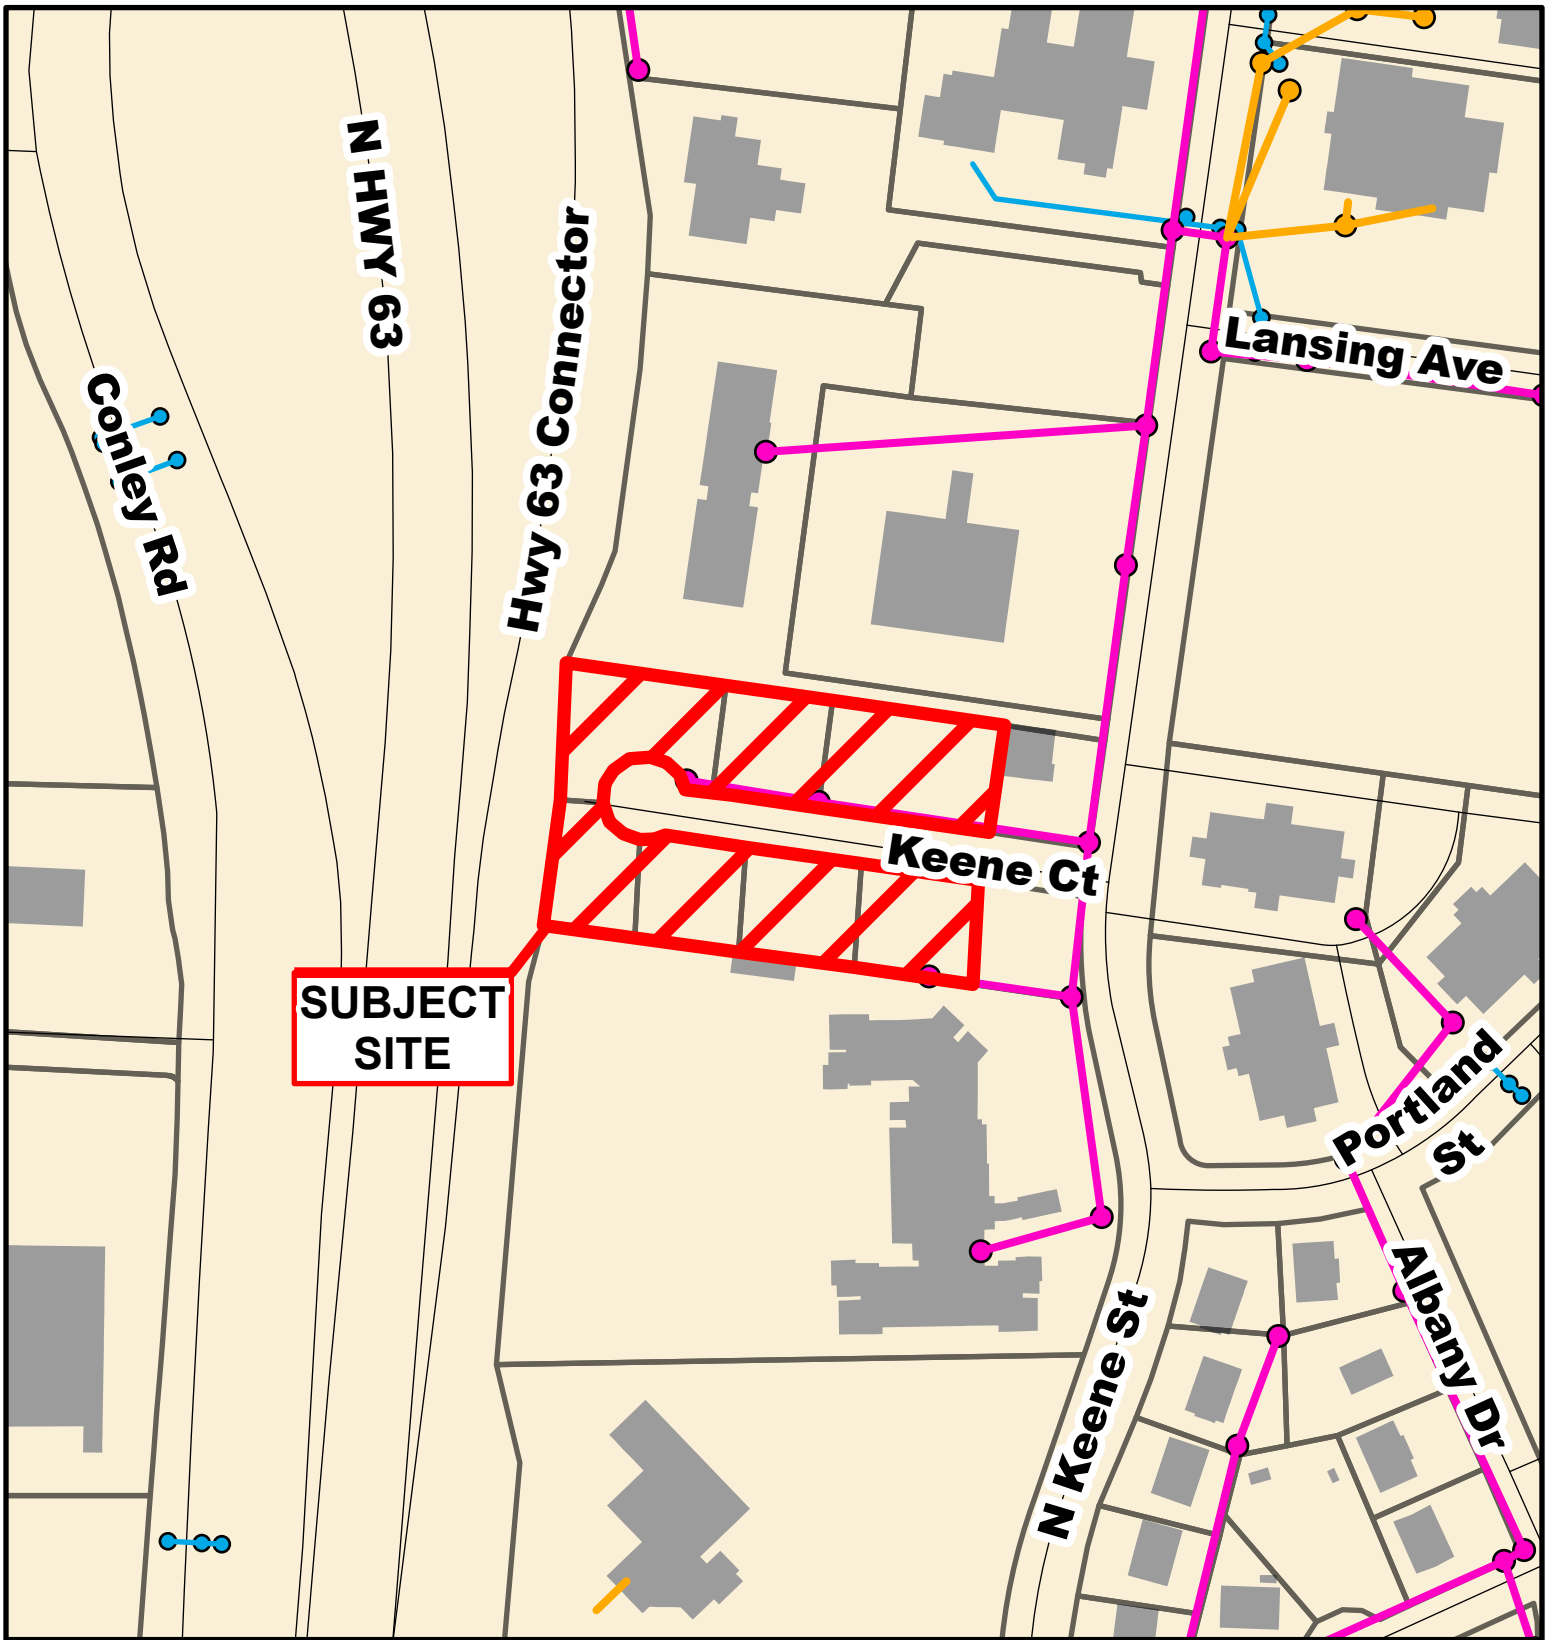 N HWY 63
Hwy 63 Connector
Lansing Ave
Conley Rd
Keene Ct
SUBJECT
SITE
Portland
St
Albany Dr
N Keene St